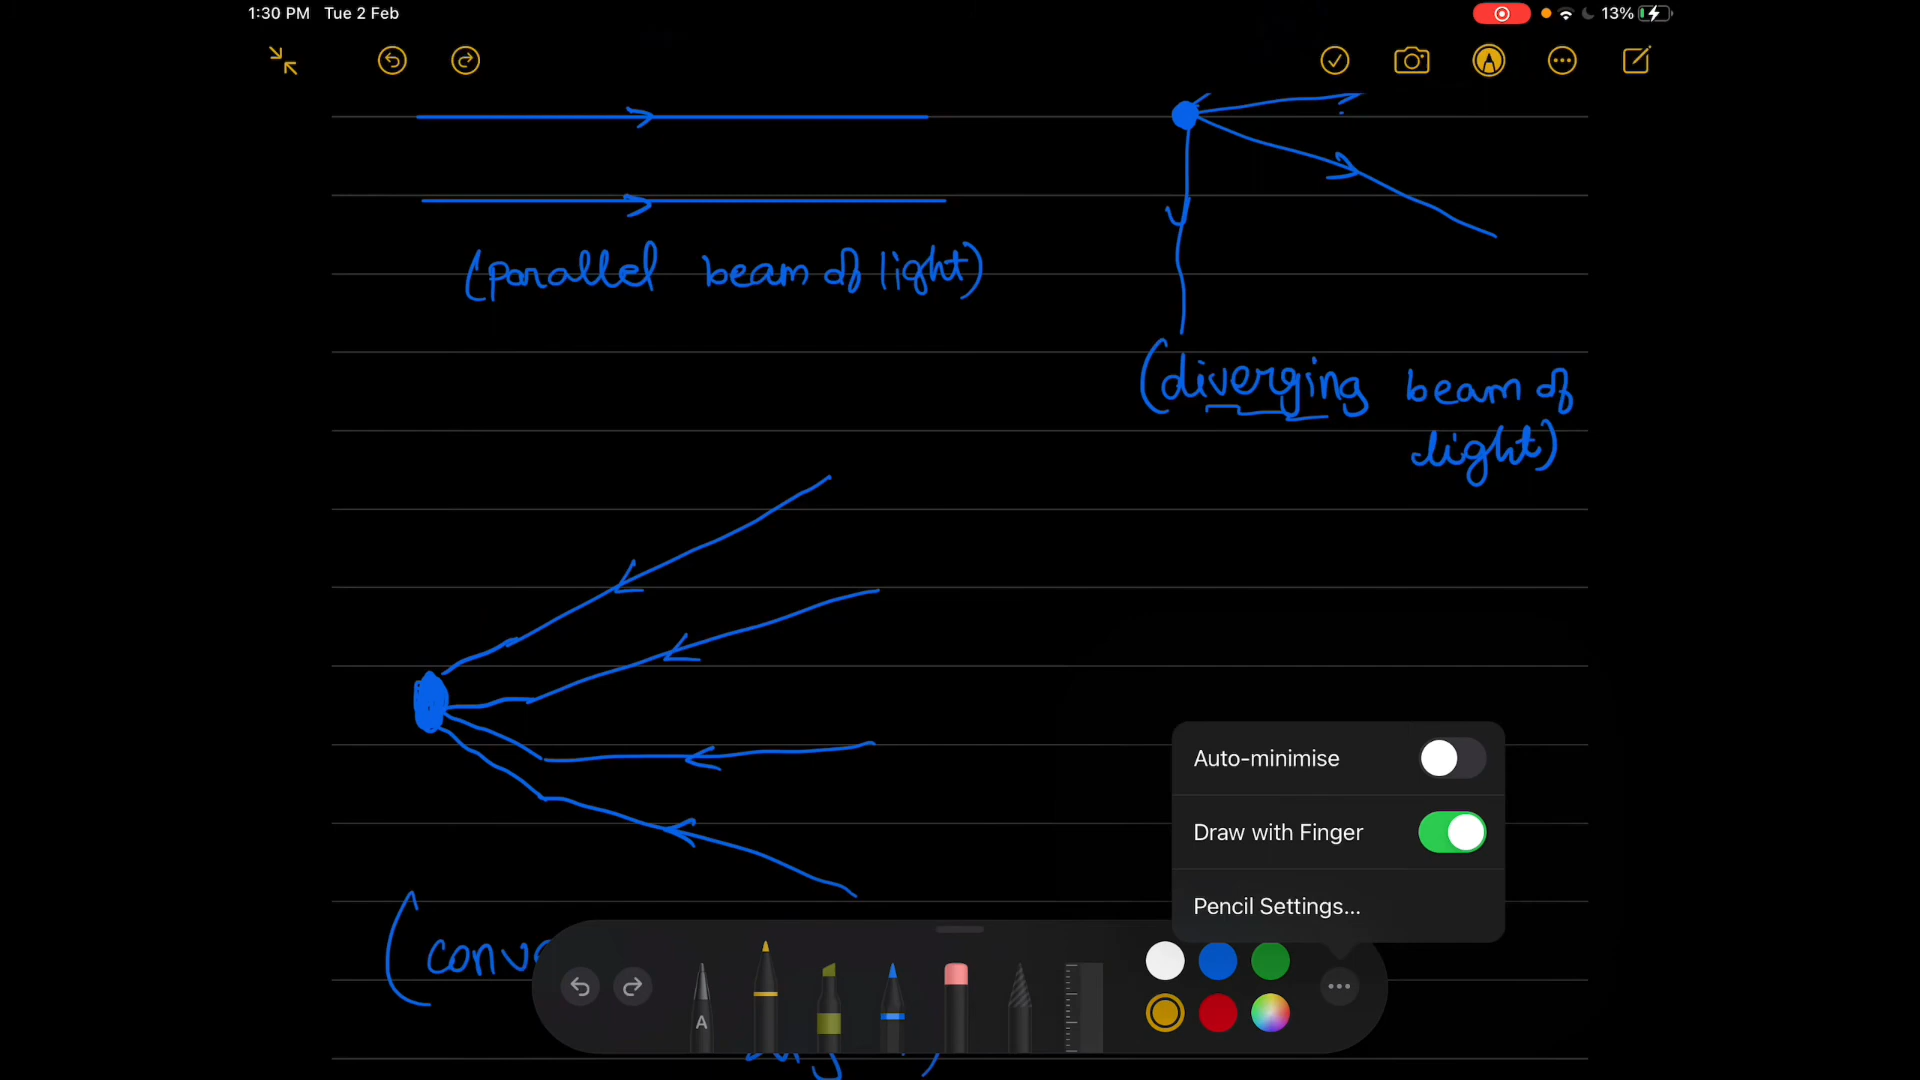 1:30 PM Tue 2 Feb
13%
(parallel beam of light)
(diverging beam of
light)
Auto-minimise
Draw with Finger
Pencil Settings...
(conv
A